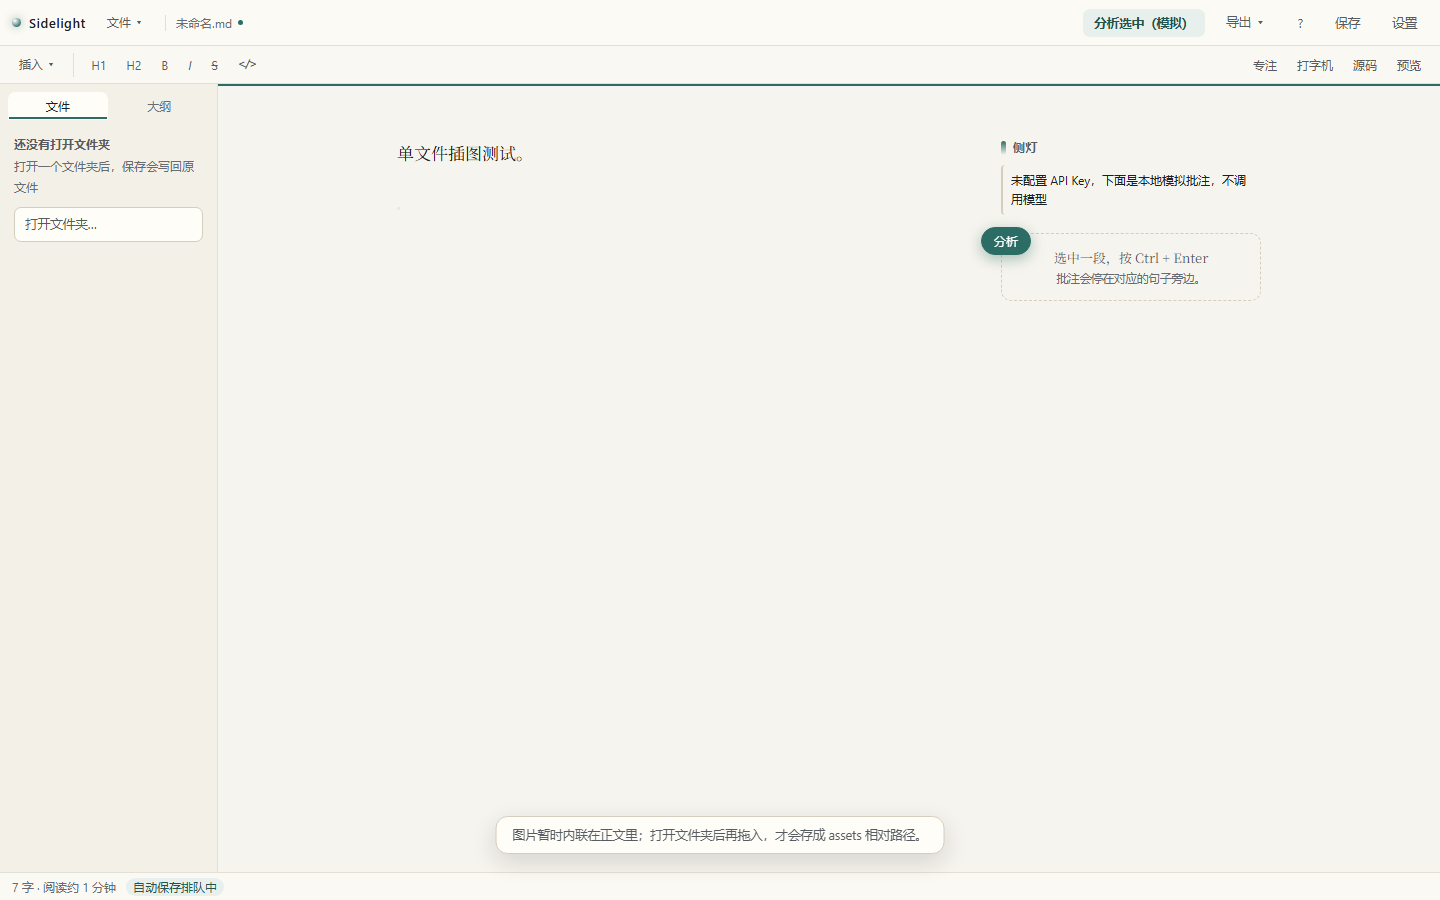 Sidelight
文件
未命名.md
分析选中（模拟）
导出
?
保存
设置
插入
H1
H2
B
I
S
</>
专注
打字机
源码
预览
文件
大纲
还没有打开文件夹
打开一个文件夹后，保存会写回原
文件
打开文件夹...
单文件插图测试。
侧灯
未配置 API Key，下面是本地模拟批注，不调
用模型
分析
选中一段，按 Ctrl + Enter
批注会停在对应的句子旁边。
图片暂时内联在正文里；打开文件夹后再拖入，才会存成 assets 相对路径。
7 字 · 阅读约 1 分钟
自动保存排队中